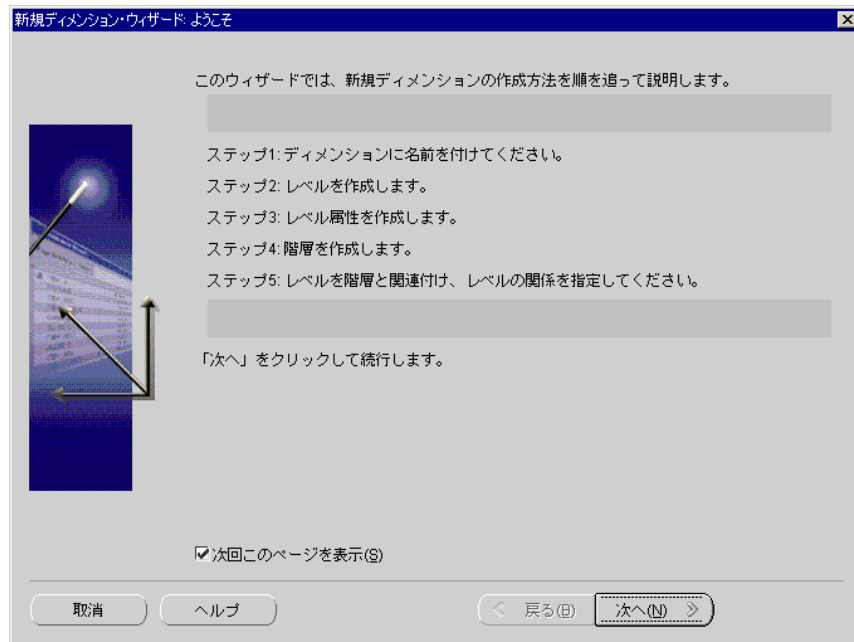 新規ディメンション・ウィザード: ようこそ
このウィザードでは、新規ディメンションの作成方法を順を追って説明します。
ステップ1: ディメンションに名前を付けてください。
ステップ2: レベルを作成します。
ステップ3: レベル属性を作成します。
ステップ4: 階層を作成します。
ステップ5: レベルを階層と関連付け、レベルの関係を指定してください。
「次へ」をクリックして続行します。
次回このページを表示(S)
取消 ヘルプ 戻る(B) 次へ(N)